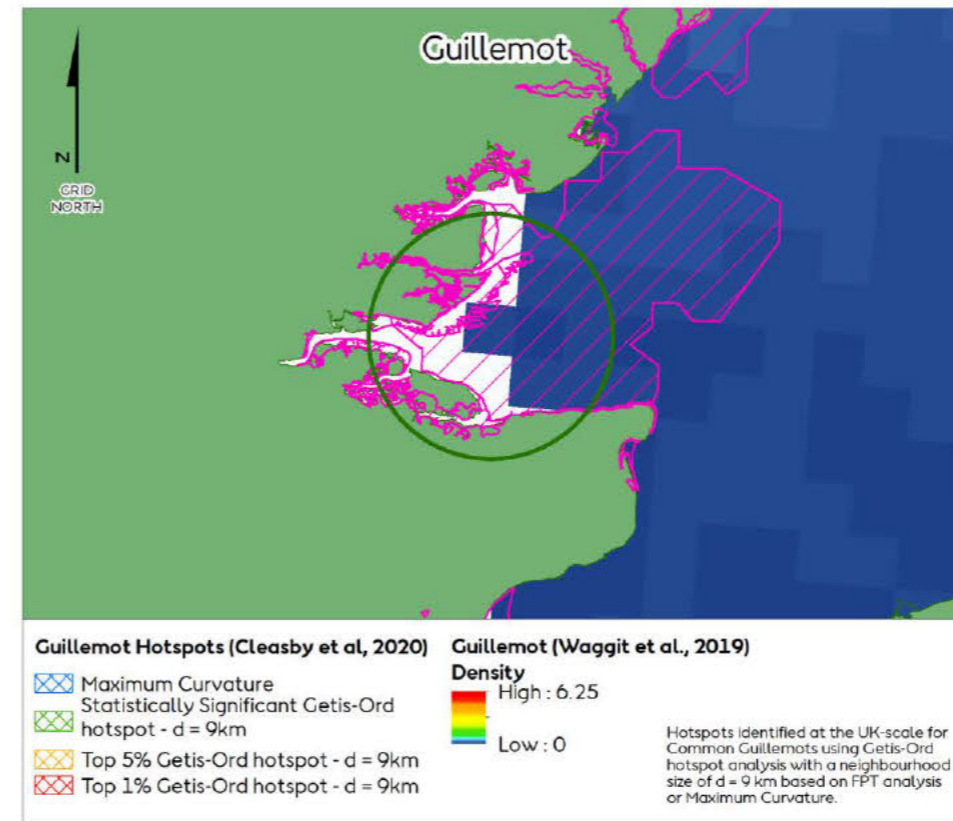 Guillemot
N
GRID
NORTH
Guillemot Hotspots (Cleasby et al, 2020)
Maximum Curvature
Statistically Significant Getis-Ord
hotspot - d = 9km
Top 5% Getis-Ord hotspot - d = 9km
Top 1% Getis-Ord hotspot - d = 9km
Guillemot (Waggit et al., 2019)
Density
High : 6.25
Low : 0
Hotspots identified at the UK-scale for
Common Guillemots using Getis-Ord
hotspot analysis with a neighbourhood
size of d = 9 km based on FPT analysis
or Maximum Curvature.